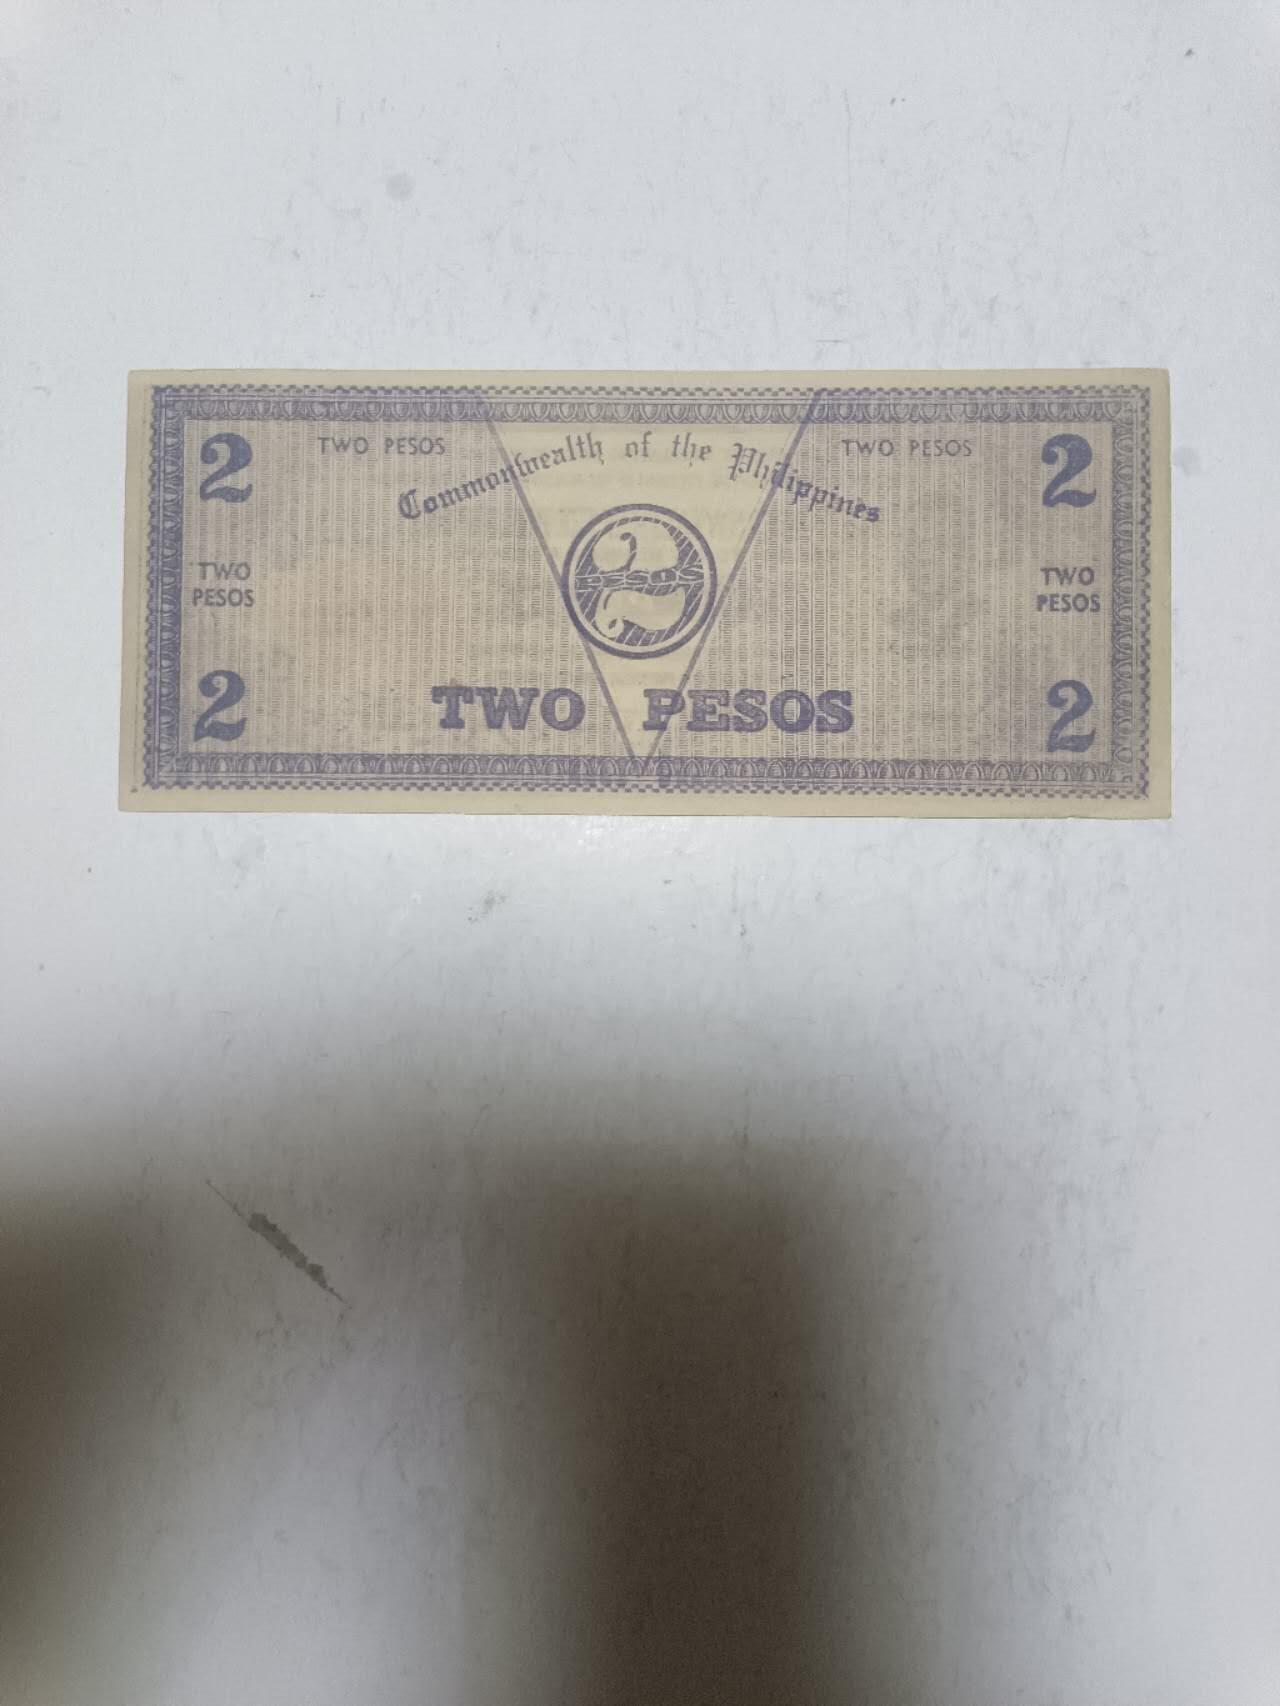 2 TWO PESOS Commonwealth of the Philippines TWO PESOS 2
TWO
PESOS
2
PESOS
TWO
PESOS
2 TWO PESOS 2